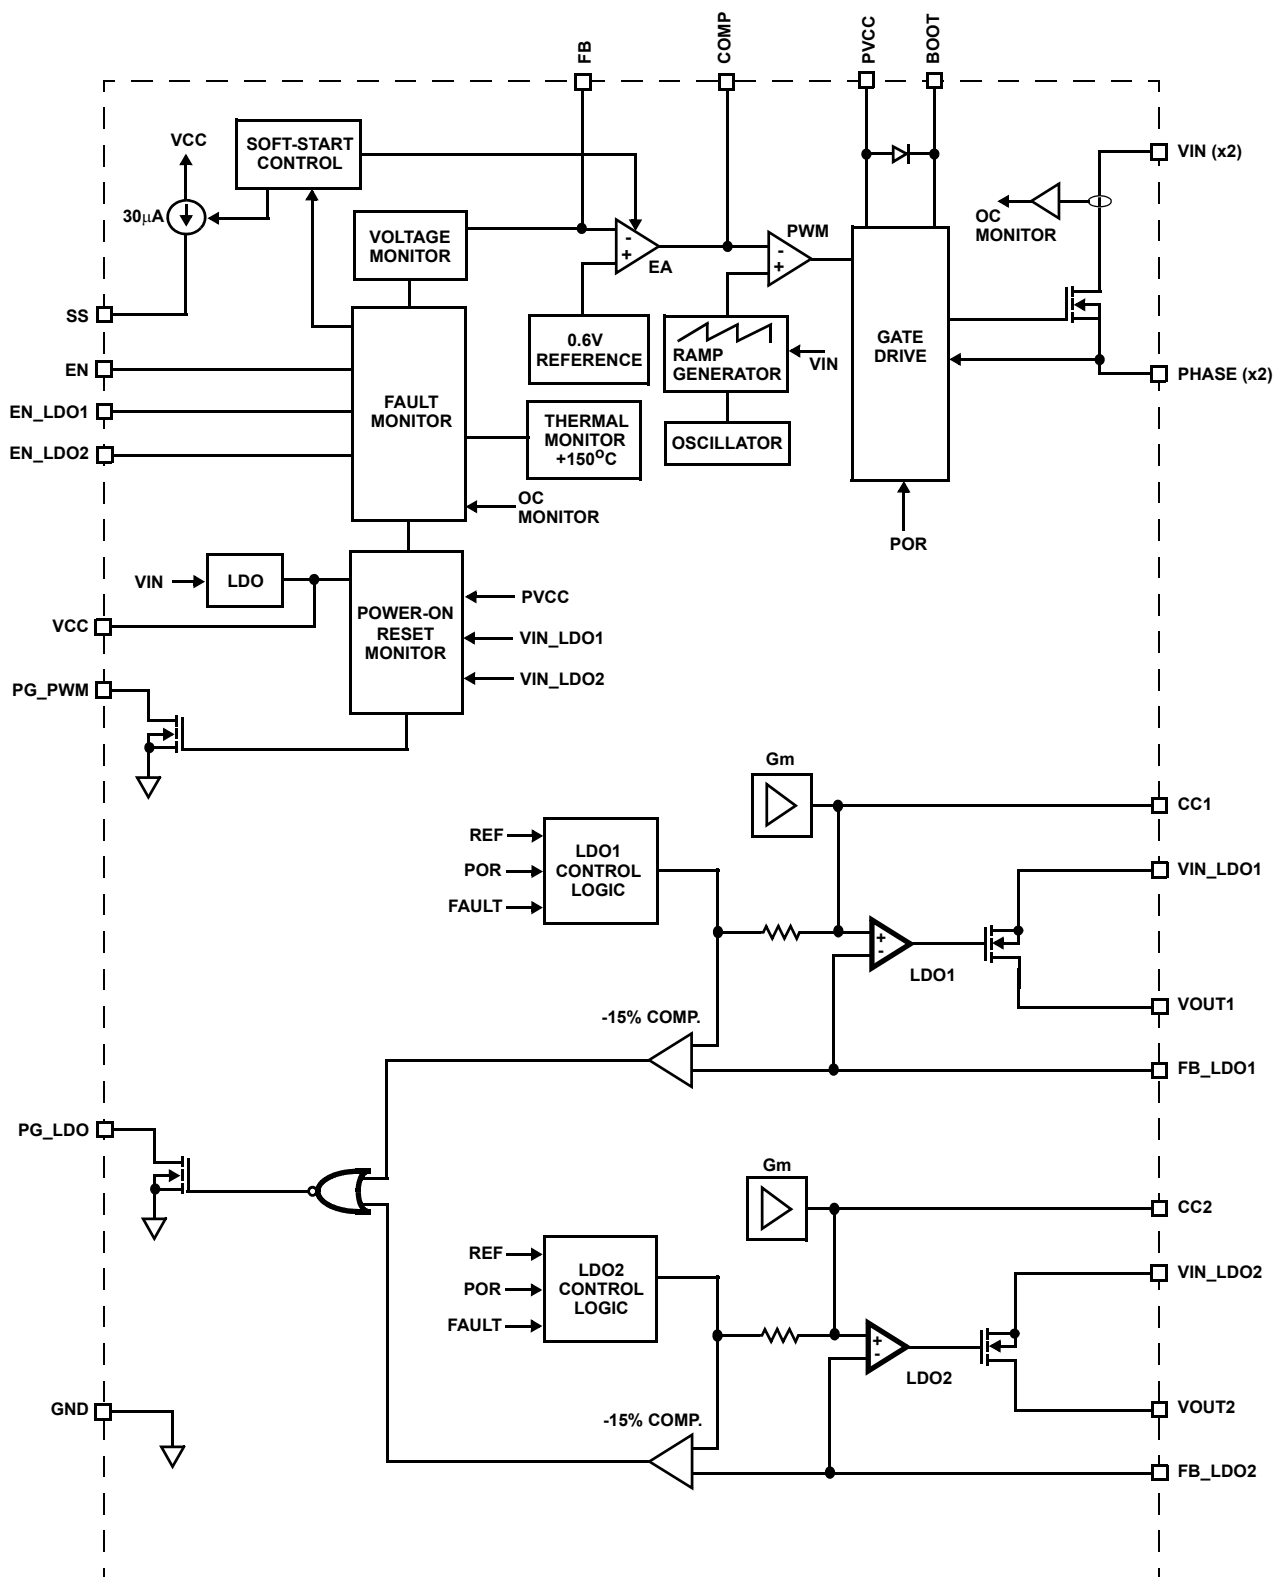 FB
COMP
PVCC
BOOT
VCC
SOFT-START
CONTROL
VIN (x2)
30µA
OC
MONITOR
VOLTAGE
MONITOR
-
+
EA
PWM
-
+
SS
0.6V
REFERENCE
RAMP
GENERATOR
VIN
GATE
DRIVE
EN
PHASE (x2)
EN_LDO1
FAULT
MONITOR
THERMAL
MONITOR
+150°C
OSCILLATOR
EN_LDO2
OC
MONITOR
POR
VIN
LDO
PVCC
VCC
POWER-ON
RESET
MONITOR
VIN_LDO1
VIN_LDO2
PG_PWM
Gm
CC1
REF
POR
FAULT
LDO1
CONTROL
LOGIC
VIN_LDO1
+
-
LDO1
VOUT1
-15% COMP.
FB_LDO1
PG_LDO
Gm
CC2
REF
POR
FAULT
LDO2
CONTROL
LOGIC
VIN_LDO2
+
-
LDO2
GND
VOUT2
-15% COMP.
FB_LDO2